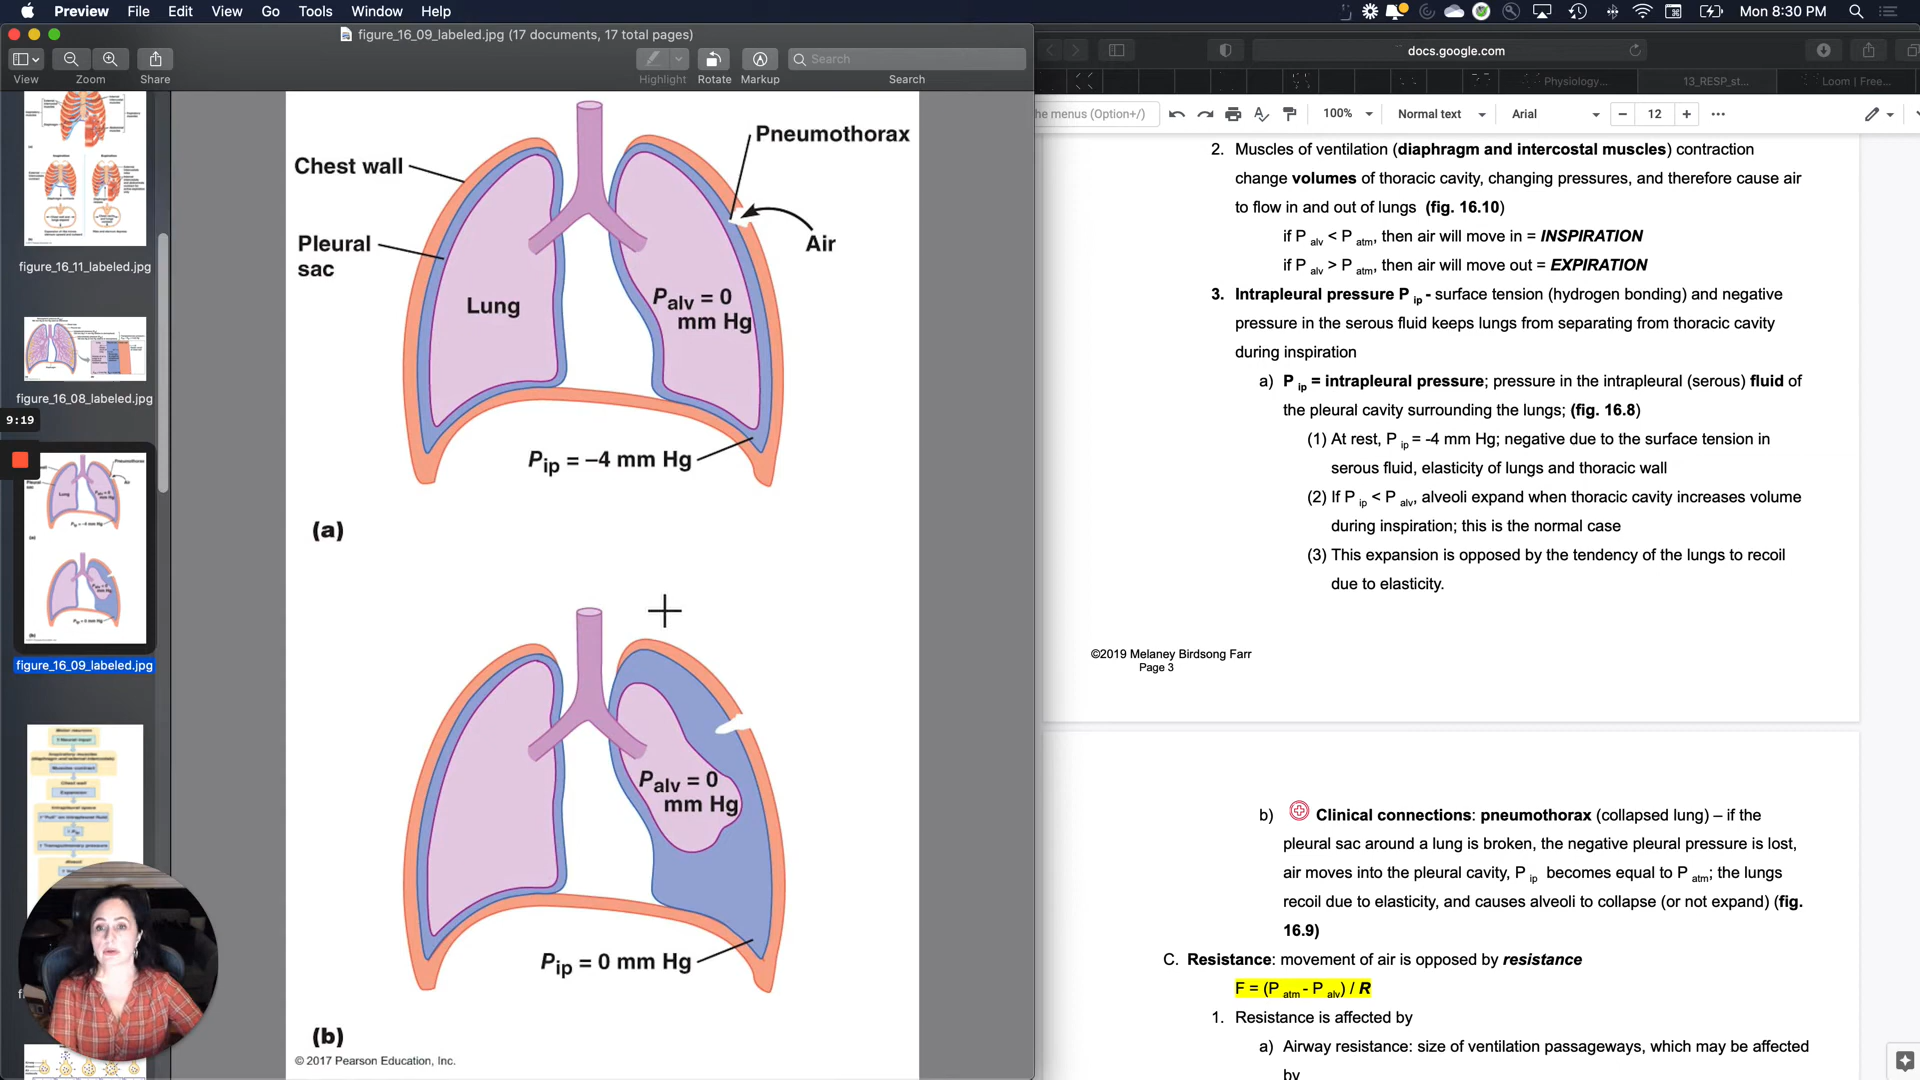 Preview File Edit View Go Tools Window Help
Mon 8:30 PM
figure_16_09_labeled.jpg (17 documents, 17 total pages)
View
Zoom
Share
Highlight
Rotate
Markup
Search
Search
figure_16_11_labeled.jpg
figure_16_08_labeled.jpg
9:19
figure_16_09_labeled.jpg
Chest wall
Pneumothorax
Pleural
sac
Air
Lung
Palv = 0
mm Hg
Pip = –4 mm Hg
(a)
Palv = 0
mm Hg
Pip = 0 mm Hg
(b)
© 2017 Pearson Education, Inc.
docs.google.com
Physiology...
13_RESP_st...
Loom | Free...
he menus (Option+/)
100%
Normal text
Arial
12
2. Muscles of ventilation (diaphragm and intercostal muscles) contraction
change volumes of thoracic cavity, changing pressures, and therefore cause air
to flow in and out of lungs (fig. 16.10)
if P alv < P atm, then air will move in = INSPIRATION
if P alv > P atm, then air will move out = EXPIRATION
3. Intrapleural pressure P ip - surface tension (hydrogen bonding) and negative
pressure in the serous fluid keeps lungs from separating from thoracic cavity
during inspiration
a) P ip = intrapleural pressure; pressure in the intrapleural (serous) fluid of
the pleural cavity surrounding the lungs; (fig. 16.8)
(1) At rest, P ip = -4 mm Hg; negative due to the surface tension in
serous fluid, elasticity of lungs and thoracic wall
(2) If P ip < P alv, alveoli expand when thoracic cavity increases volume
during inspiration; this is the normal case
(3) This expansion is opposed by the tendency of the lungs to recoil
due to elasticity.
©2019 Melaney Birdsong Farr
Page 3
b) Clinical connections: pneumothorax (collapsed lung) – if the
pleural sac around a lung is broken, the negative pleural pressure is lost,
air moves into the pleural cavity, P ip becomes equal to P atm; the lungs
recoil due to elasticity, and causes alveoli to collapse (or not expand) (fig.
16.9)
C. Resistance: movement of air is opposed by resistance
F = (P atm - P alv) / R
1. Resistance is affected by
a) Airway resistance: size of ventilation passageways, which may be affected
by